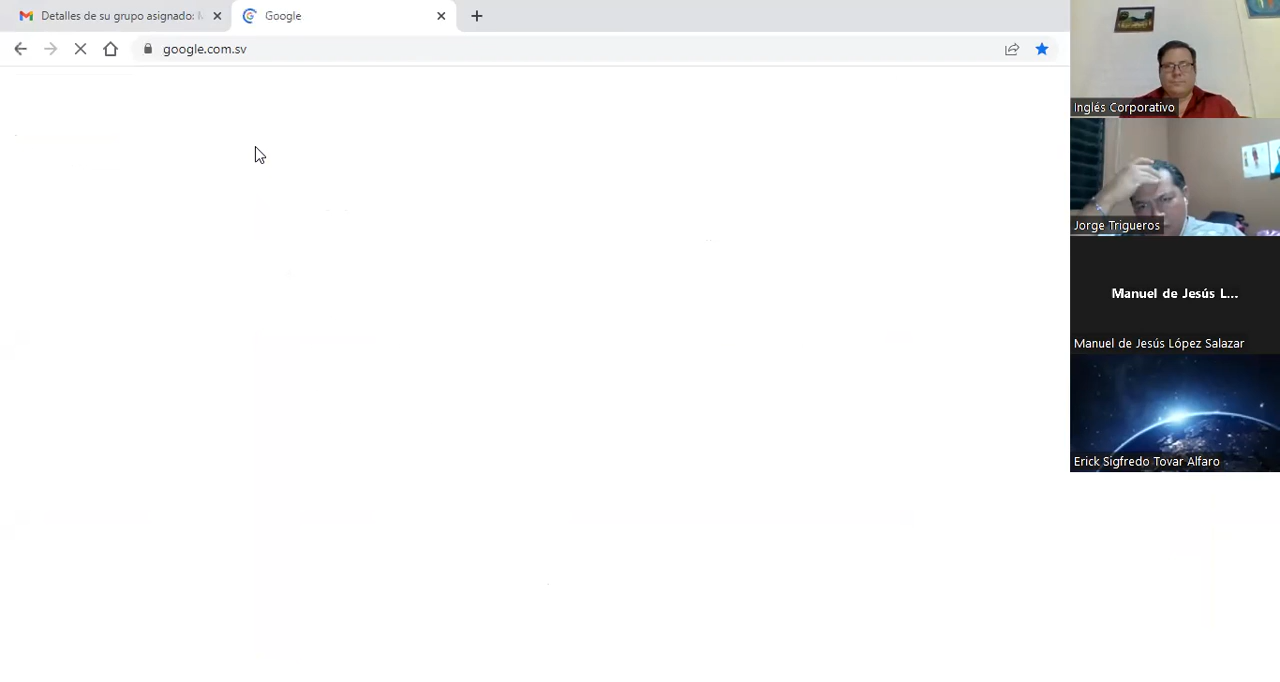 Detalles de su grupo asignado:
Google
google.com.sv
Inglés Corporativo
Jorge Trigueros
Manuel de Jesús L...
Manuel de Jesús López Salazar
Erick Sigfredo Tovar Alfaro